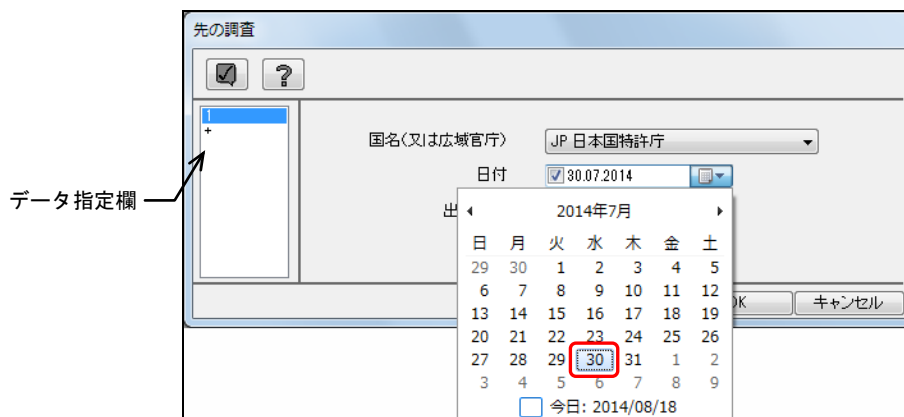 先の調査
1
+
データ指定欄
国名(又は広域官庁)
JP 日本国特許庁
日付
30.07.2014
出
2014年7月
日 月 火 水 木 金 土
29 30 1 2 3 4 5
6 7 8 9 10 11 12
13 14 15 16 17 18 19
20 21 22 23 24 25 26
27 28 29 30 31 1 2
3 4 5 6 7 8 9
今日: 2014/08/18
キャンセル